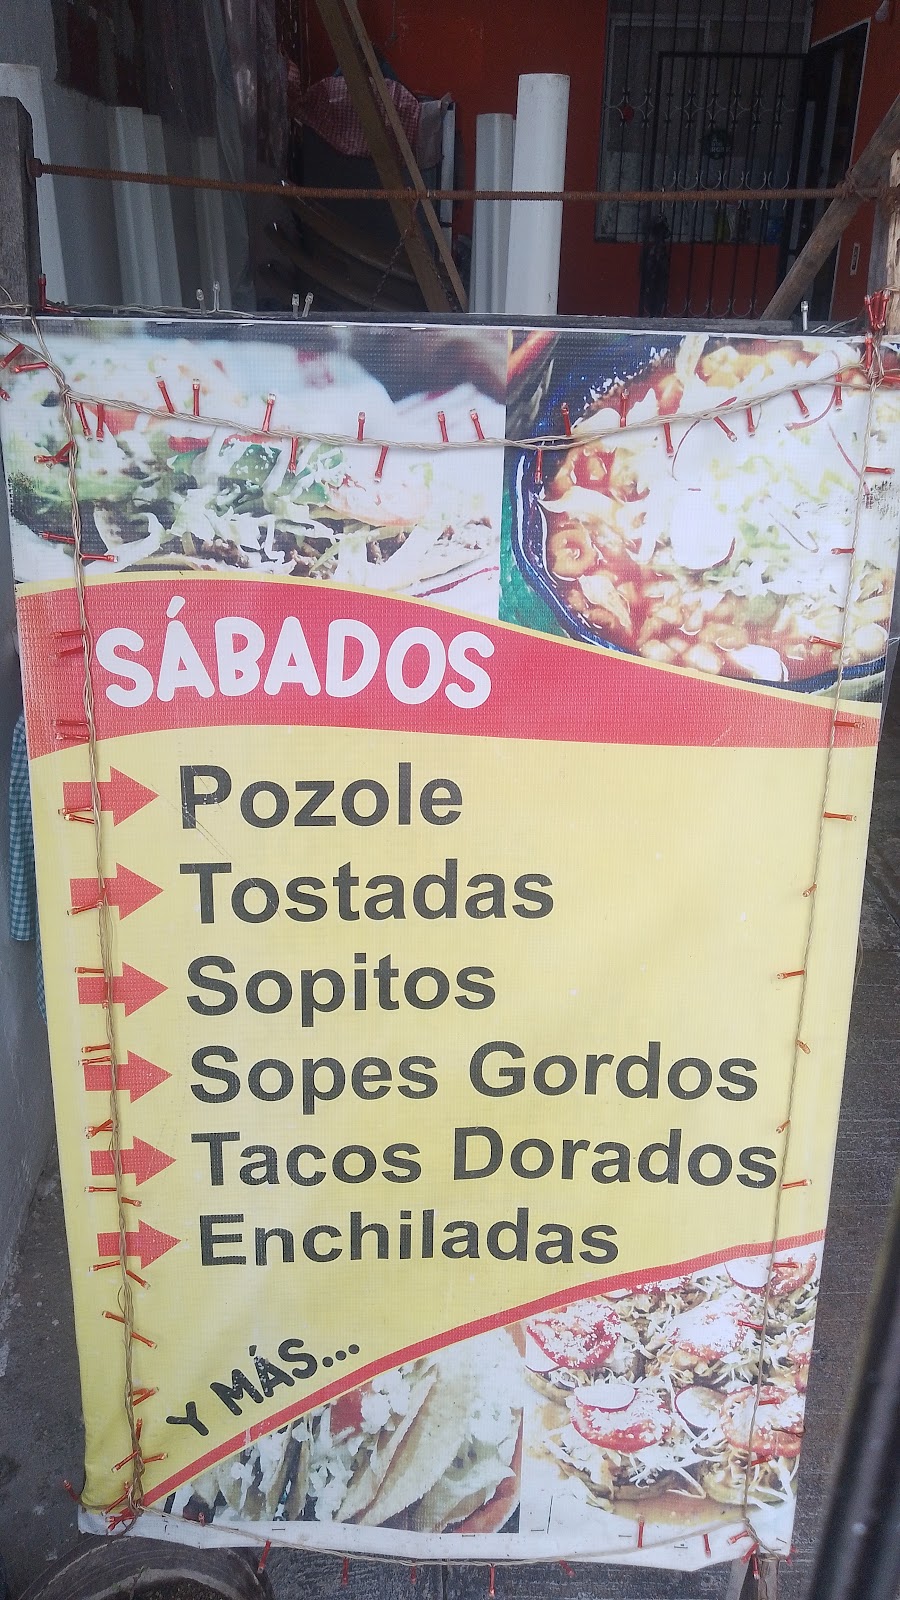 SÁBADOS
Pozole
Tostadas
Sopitos
Sopes Gordos
Tacos Dorados
Enchiladas
Y MÁS...